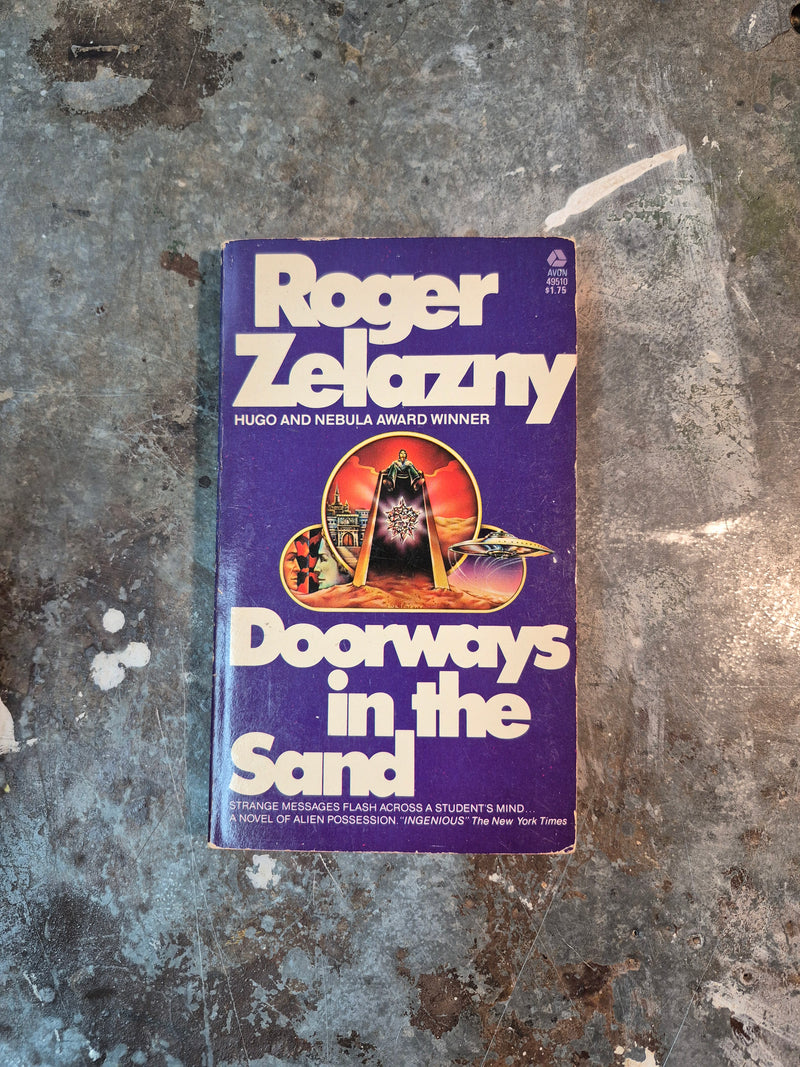 AVON
49510
$1.75
Roger
Zelazny
HUGO AND NEBULA AWARD WINNER
Doorways
in the
Sand
STRANGE MESSAGES FLASH ACROSS A STUDENT'S MIND...
A NOVEL OF ALIEN POSSESSION. "INGENIOUS" The New York Times